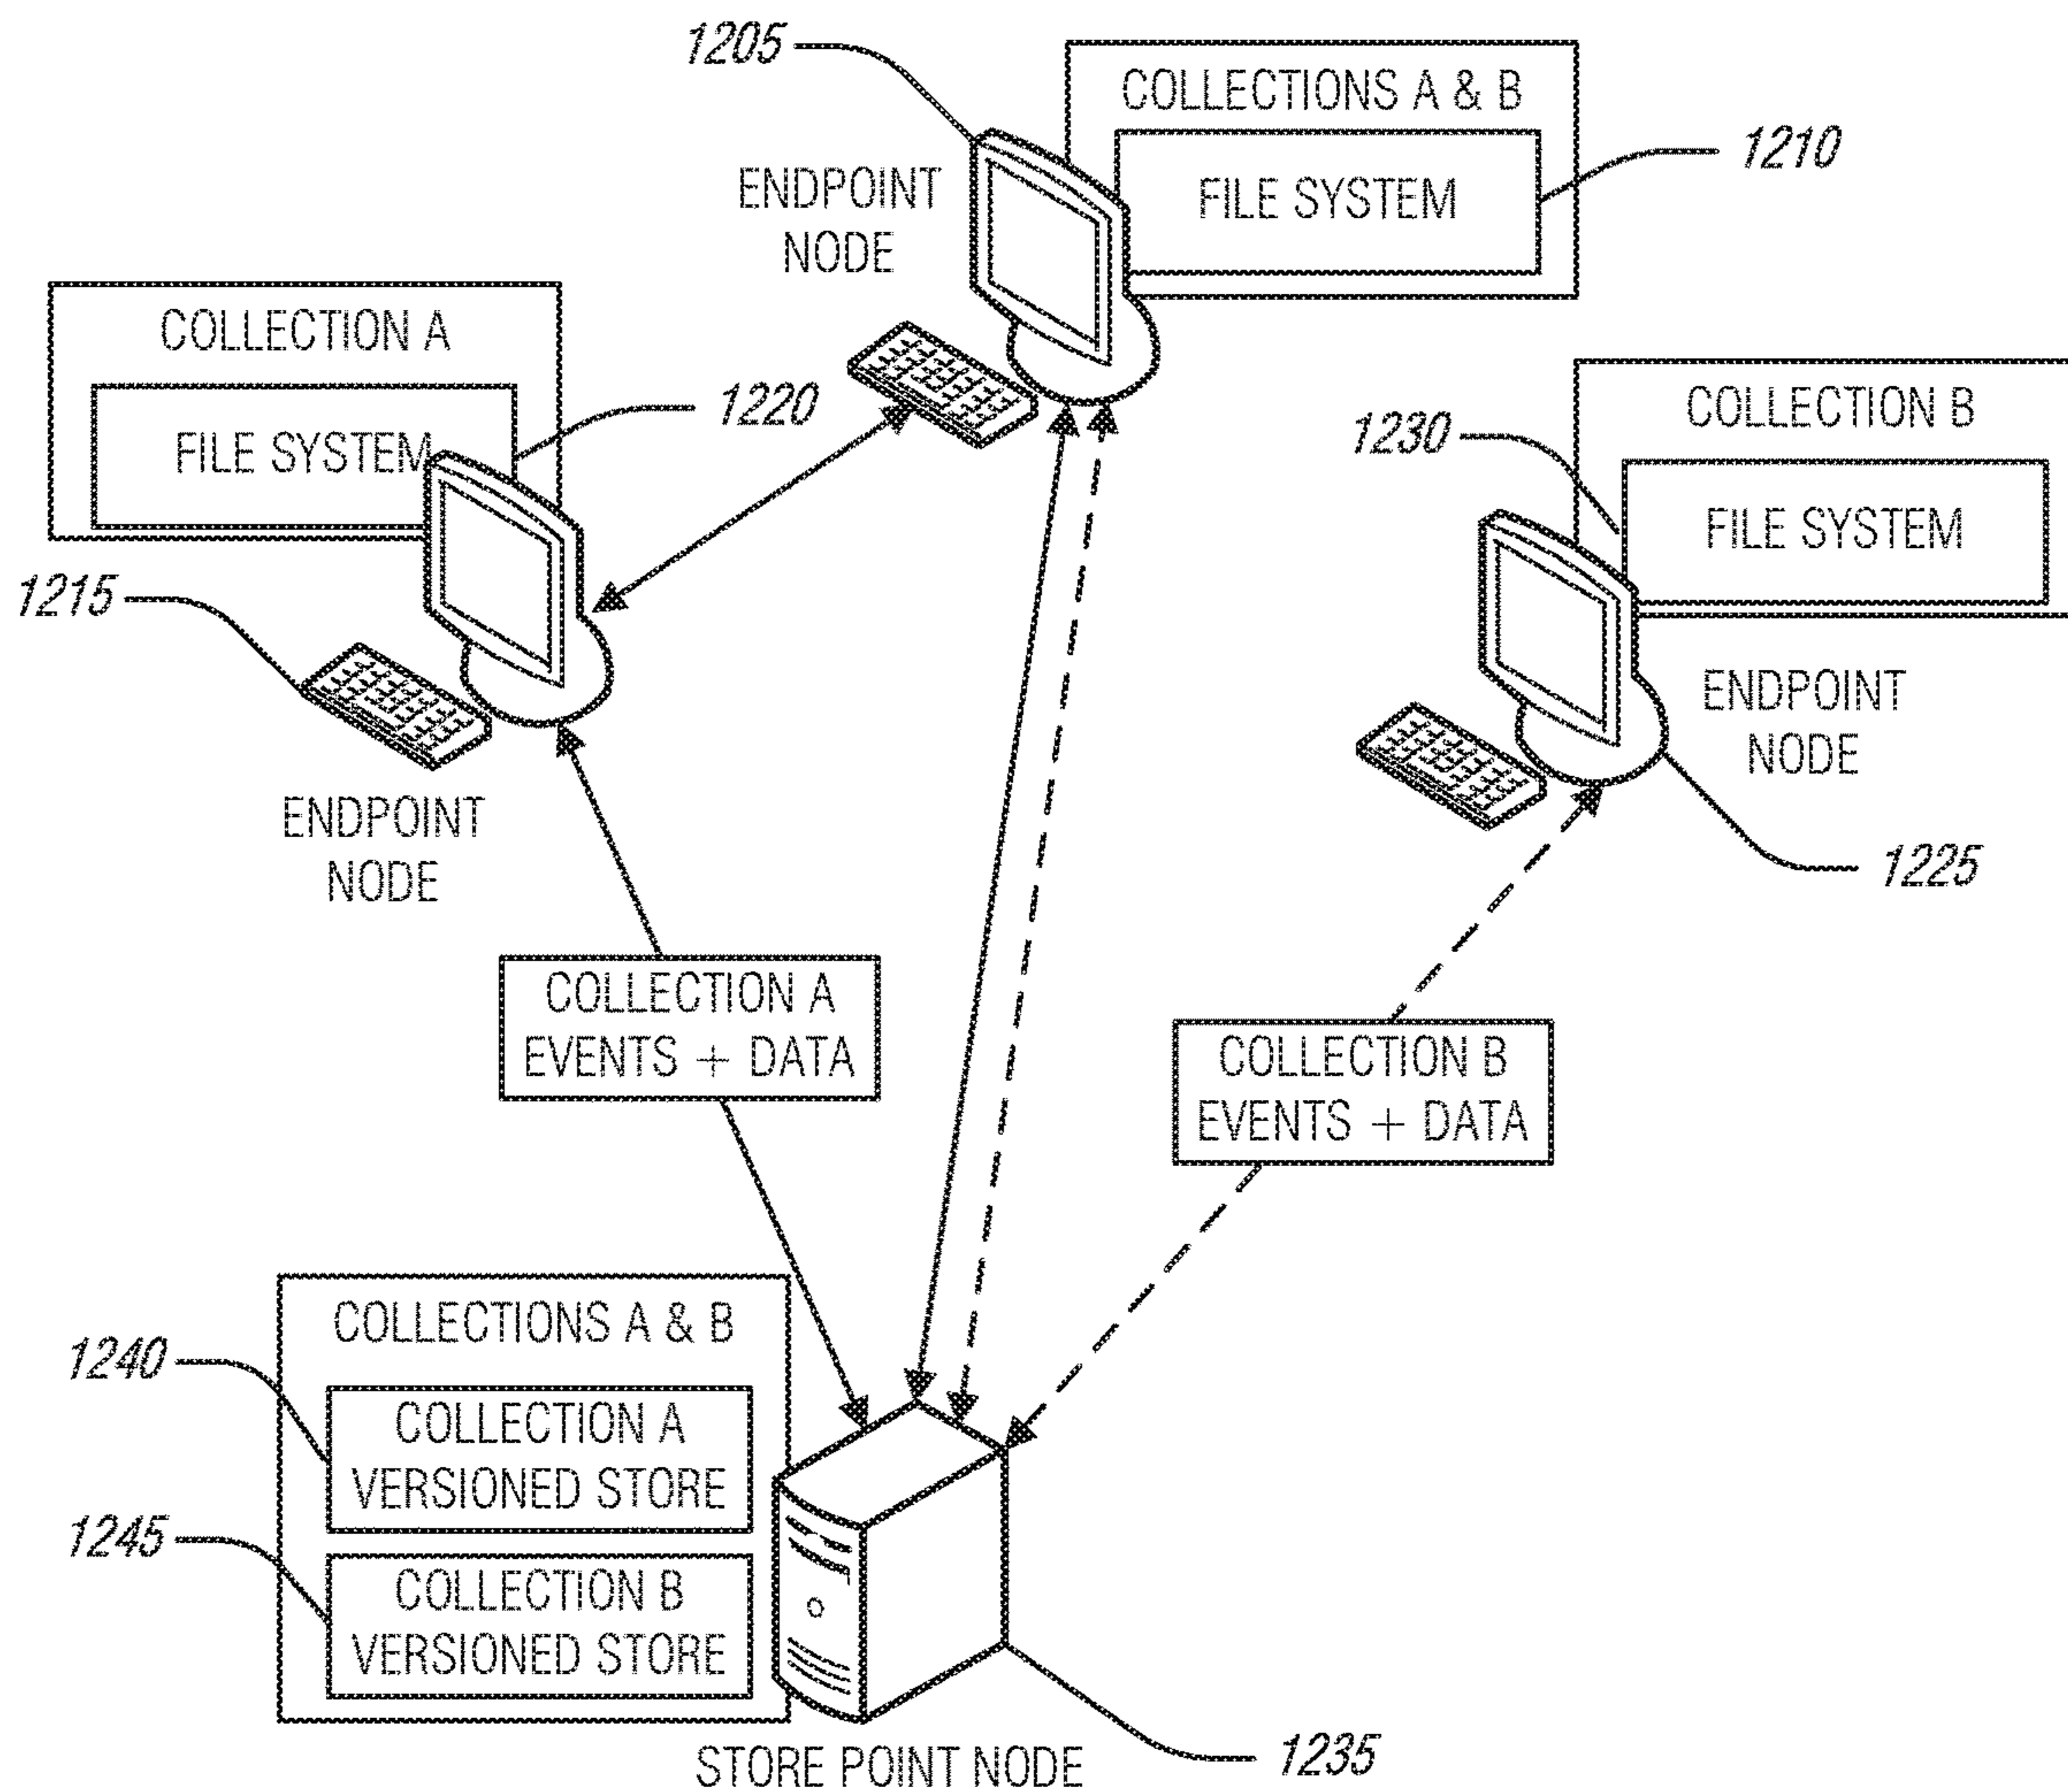 1205
COLLECTIONS A & B
FILE SYSTEM
1210
ENDPOINT
NODE
COLLECTION A
FILE SYSTEM
1220
1215
ENDPOINT
NODE
COLLECTION B
1230
FILE SYSTEM
ENDPOINT
NODE
1225
COLLECTION A
EVENTS + DATA
COLLECTION B
EVENTS + DATA
COLLECTIONS A & B
1240
COLLECTION A
VERSIONED STORE
1245
COLLECTION B
VERSIONED STORE
STORE POINT NODE
1235